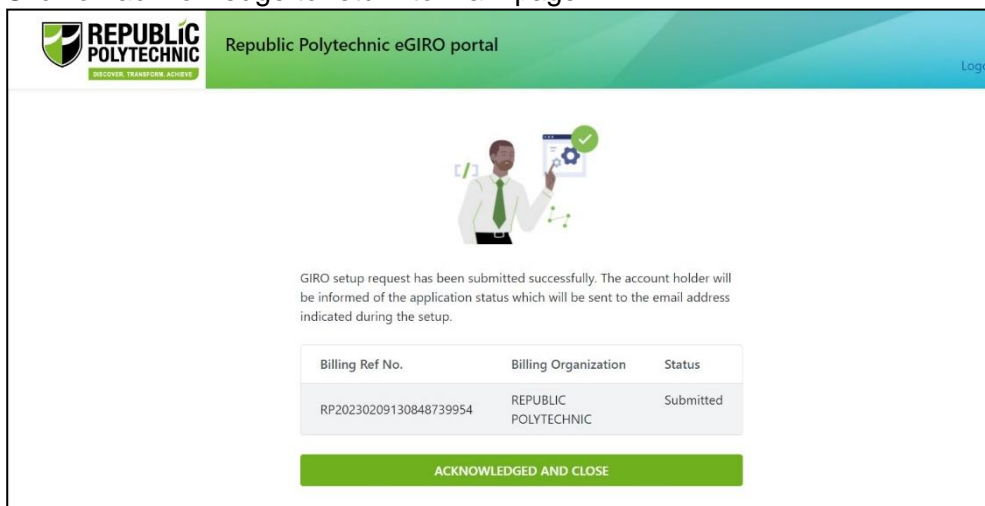 REPUBLIC
POLYTECHNIC
DISCOVER. TRANSFORM. ACHIEVE.
Republic Polytechnic eGIRO portal
GIRO setup request has been submitted successfully. The account holder will
be informed of the application status which will be sent to the email address
indicated during the setup.
Billing Ref No. Billing Organization Status
RP20230209130848739954 REPUBLIC POLYTECHNIC Submitted
ACKNOWLEDGED AND CLOSE